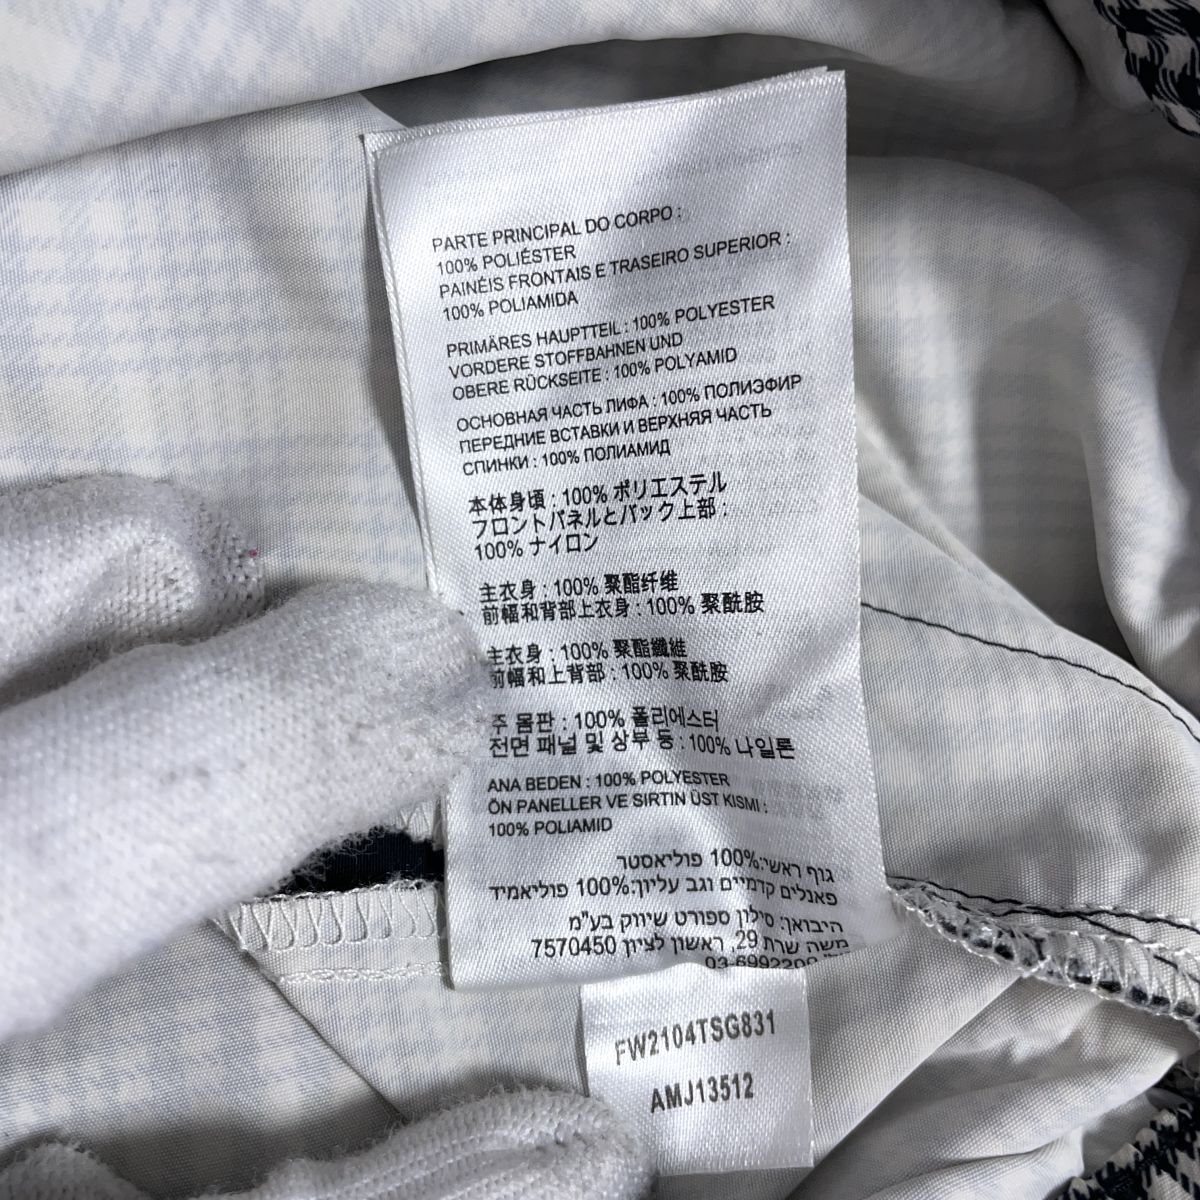 PARTE PRINCIPAL DO CORPO :
100% POLIÉSTER
PAINÉIS FRONTAIS E TRASEIRO SUPERIOR :
100% POLIAMIDA
PRIMÄRES HAUPTTEIL : 100% POLYESTER
VORDERE STOFFBAHNEN UND
OBERE RÜCKSEITE : 100% POLYAMID
ОСНОВНАЯ ЧАСТЬ ЛИФА : 100% ПОЛИЭФИР
ПЕРЕДНИЕ ВСТАВКИ И ВЕРХНЯЯ ЧАСТЬ
СПИНКИ : 100% ПОЛИАМИД
本体身頃 : 100% ポリエステル
フロントパネルとバック上部 :
100% ナイロン
主衣身 : 100% 聚酯纤维
前幅和背部上衣身 : 100% 聚酰胺
主衣身 : 100% 聚酯纖維
前幅和上背部 : 100% 聚酰胺
주 몸판 : 100% 폴리에스터
전면 패널 및 상부 등 : 100% 나일론
ANA BEDEN : 100% POLYESTER
ÖN PANELLER VE SIRTIN ÜST KISMI :
100% POLIAMID
גוף ראשי:100% פוליאסטר
פאנלים קדמיים וגב עליון:100% פוליאמיד
היבואן: סילון ספורט שיווק בע"מ
משה שרת 29, ראשון לציון 7570450
03-6992200
FW2104TSG831
AMJ13512